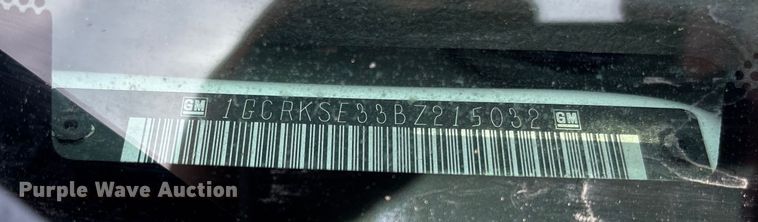 GM 1GCRKSE33BZ215032 GM
Purple Wave Auction